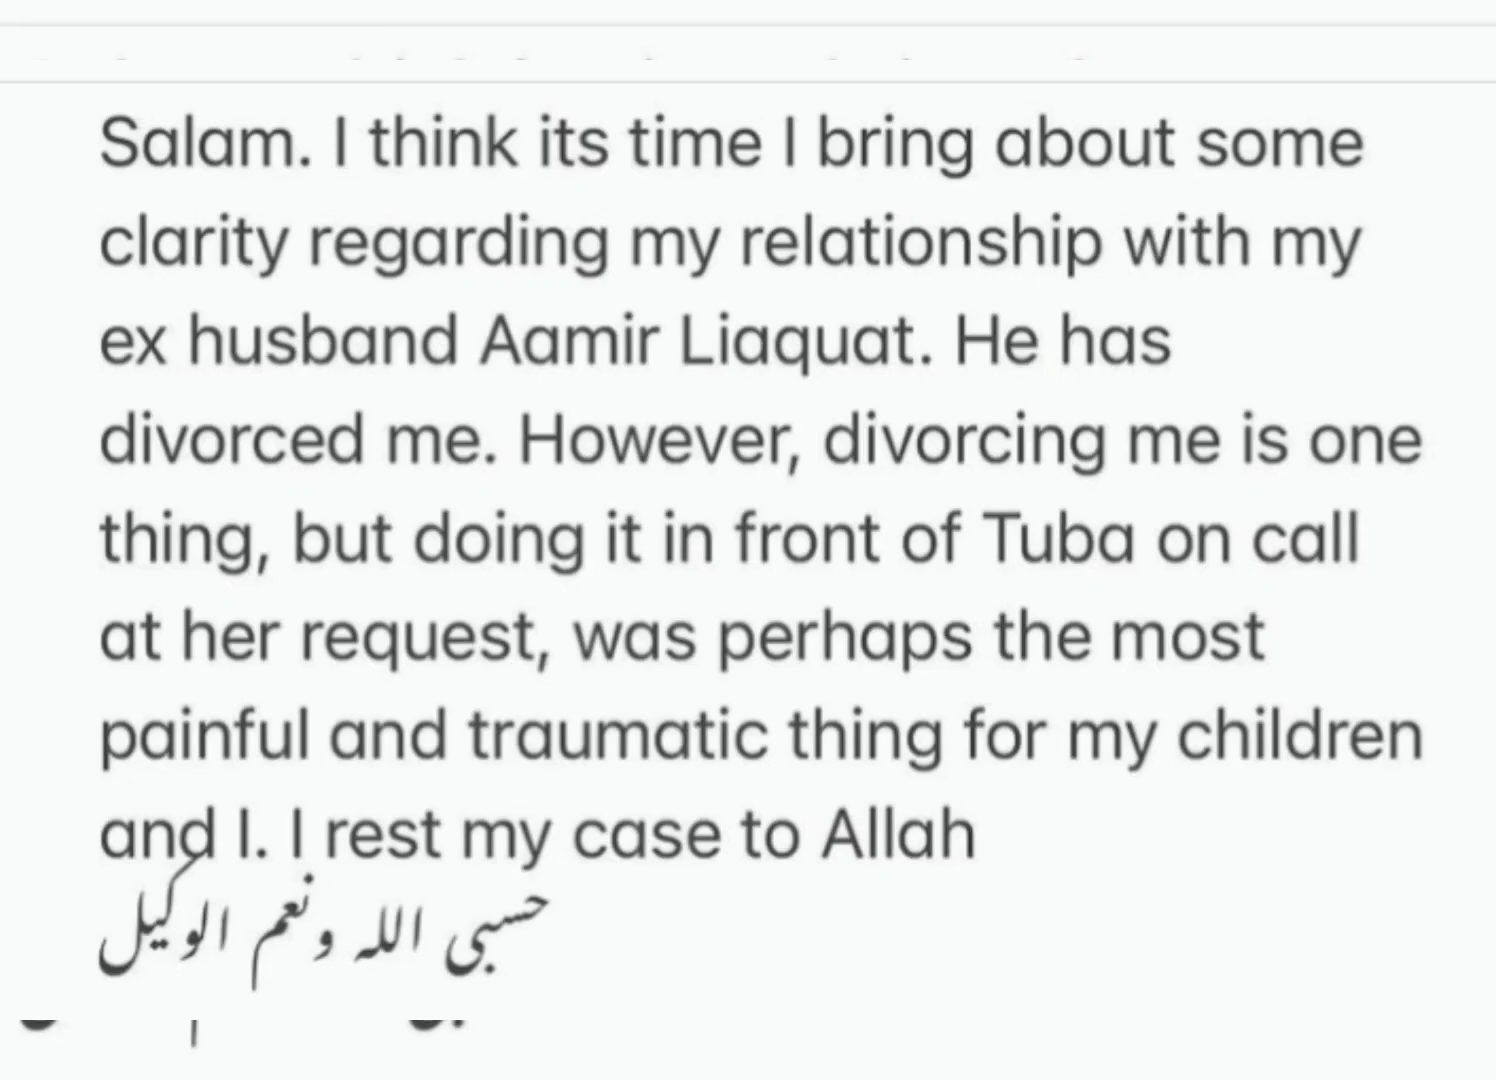 Salam. I think its time I bring about some
clarity regarding my relationship with my
ex husband Aamir Liaquat. He has
divorced me. However, divorcing me is one
thing, but doing it in front of Tuba on call
at her request, was perhaps the most
painful and traumatic thing for my children
and I. I rest my case to Allah
حسبی اللہ ونعم الوکیل